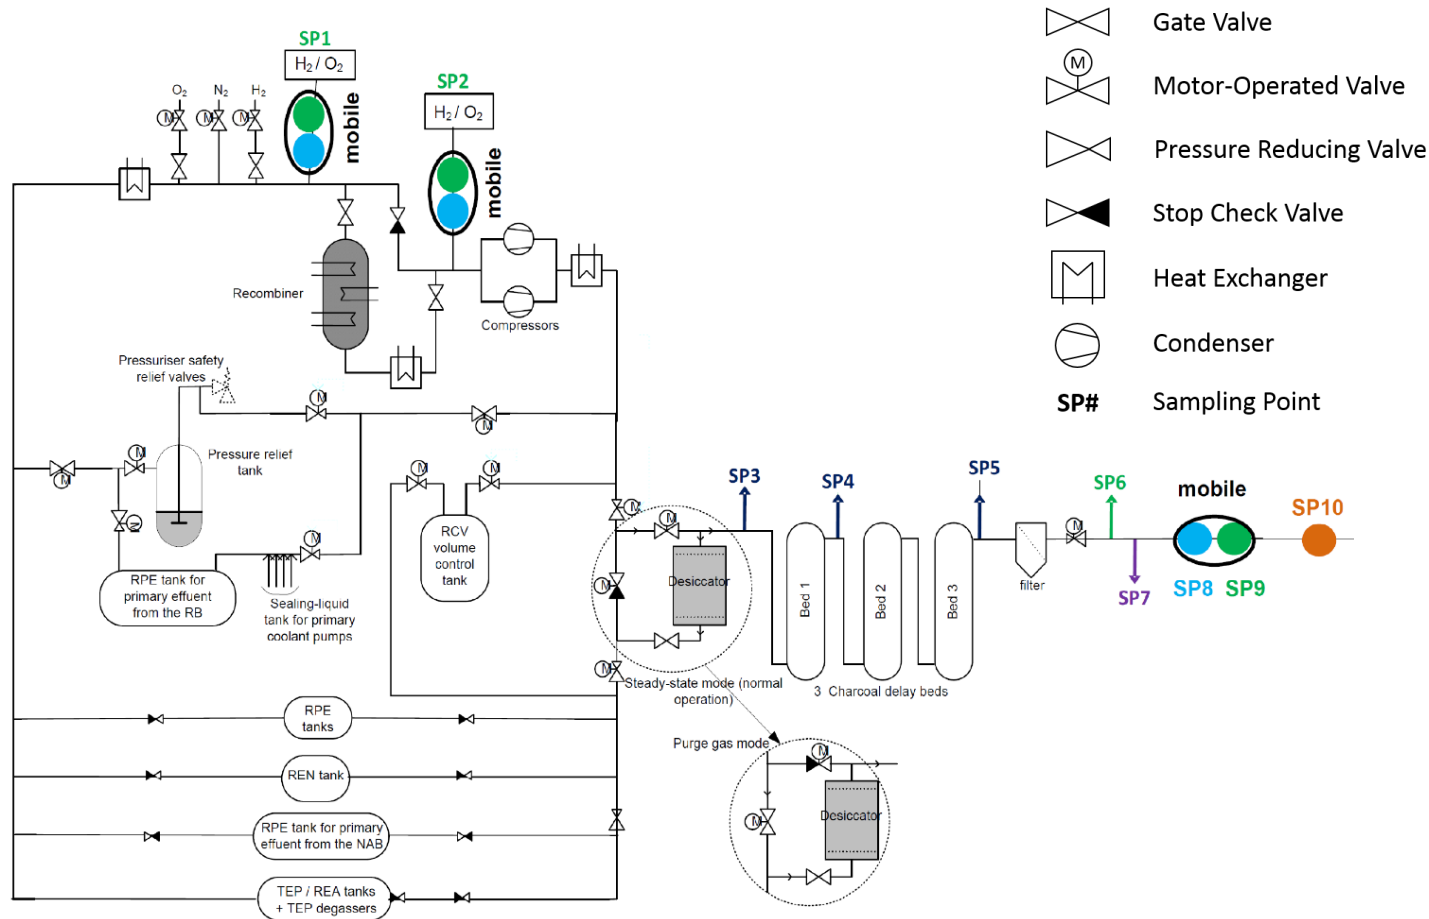 SP1
H2 / O2
mobile
SP2
H2 / O2
mobile
O2
N2
H2
M
M
M
Recombiner
Compressors
Pressuriser safety
relief valves
M
M
Pressure relief
tank
M
M
M
M
RPE tank for
primary effluent
from the RB
Sealing-liquid
tank for primary
coolant pumps
M
M
RCV
volume
control
tank
M
M
M
M
Desiccator
Steady-state mode (normal
operation)
SP3
SP4
SP5
Bed 1
Bed 2
Bed 3
3 Charcoal delay beds
filter
M
SP6
SP7
mobile
SP8
SP9
SP10
RPE
tanks
REN tank
RPE tank for primary
effuent from the NAB
TEP / REA tanks
+ TEP degassers
Purge gas mode
M
M
Desiccator
Gate Valve
M
Motor-Operated Valve
Pressure Reducing Valve
Stop Check Valve
Heat Exchanger
Condenser
SP#
Sampling Point